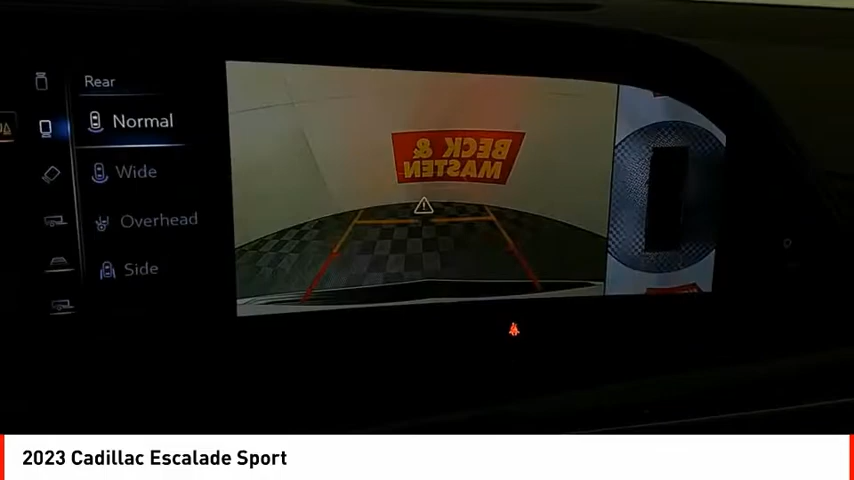 Rear
Normal
Wide
Overhead
Side
BECK &
MASTEN
2023 Cadillac Escalade Sport